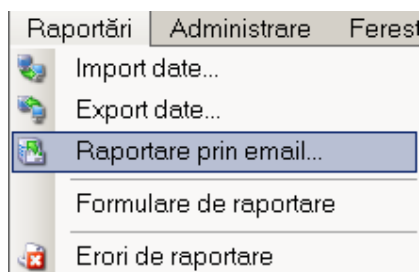 Raportări Administrare Ferest
Import date...
Export date...
Raportare prin email...
Formulare de raportare
Erori de raportare